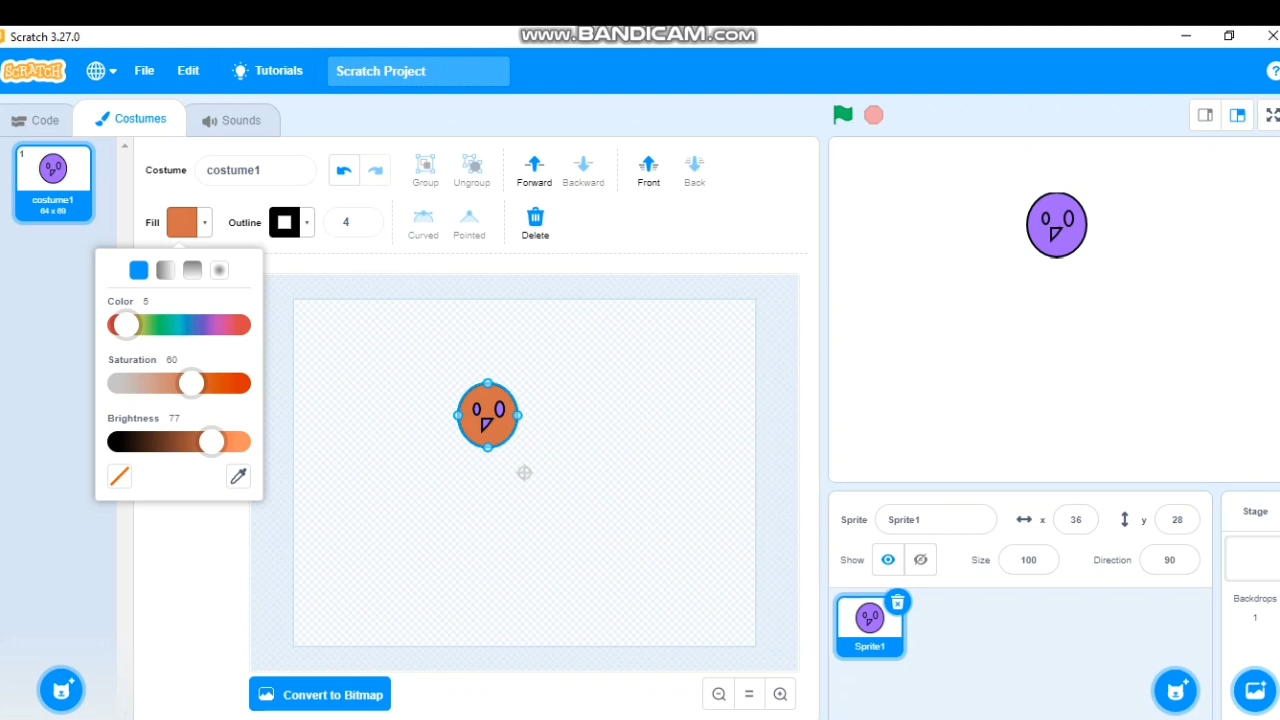 www.BANDICAM.com
Scratch 3.27.0
SCRATCH
File
Edit
Tutorials
Scratch Project
?
Code
Costumes
Sounds
1
costume1
64 x 69
Costume
costume1
Group
Ungroup
Forward
Backward
Front
Back
Fill
Outline
4
Curved
Pointed
Delete
Color 5
Saturation 60
Brightness 77
Convert to Bitmap
Sprite
Sprite1
x
36
y
28
Show
Size
100
Direction
90
Sprite1
Stage
Backdrops
1